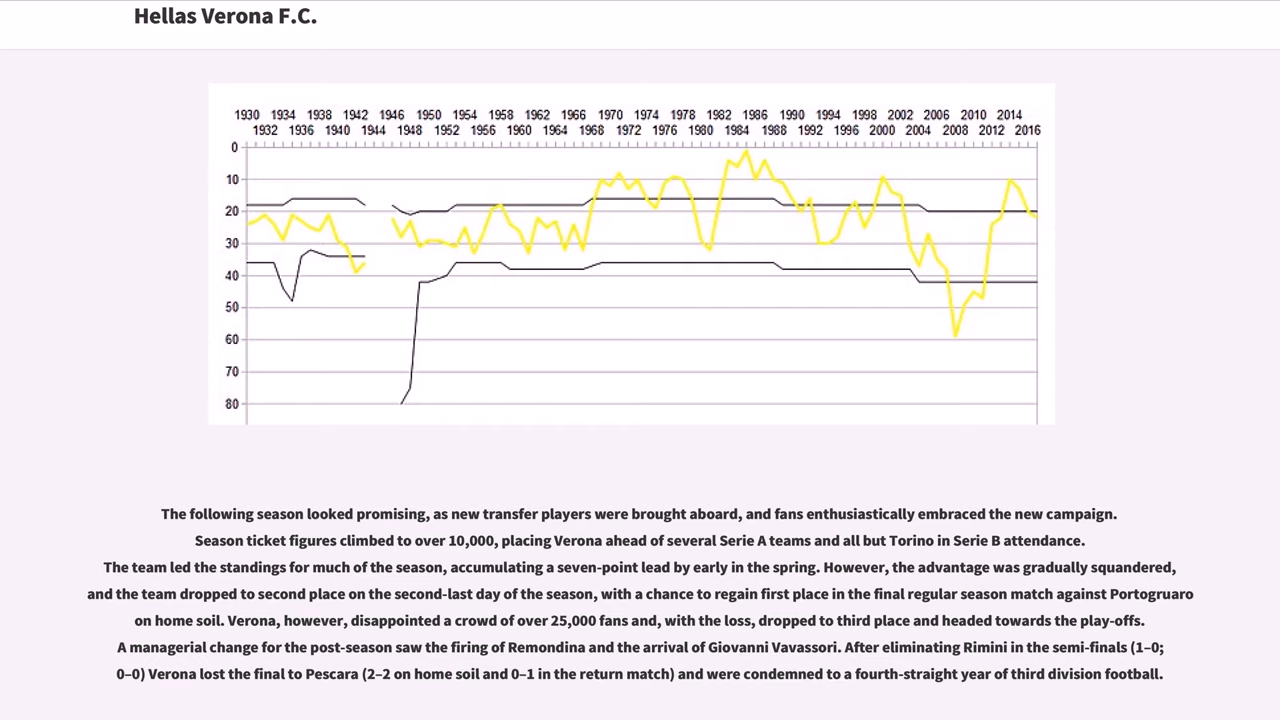 Hellas Verona F.C.
1930 1934 1938 1942 1946 1950 1954 1958 1962 1966 1970 1974 1978 1982 1986 1990 1994 1998 2002 2006 2010 2014
1932 1936 1940 1944 1948 1952 1956 1960 1964 1968 1972 1976 1980 1984 1988 1992 1996 2000 2004 2008 2012 2016
0
10
20
30
40
50
60
70
80
The following season looked promising, as new transfer players were brought aboard, and fans enthusiastically embraced the new campaign.
Season ticket figures climbed to over 10,000, placing Verona ahead of several Serie A teams and all but Torino in Serie B attendance.
The team led the standings for much of the season, accumulating a seven-point lead by early in the spring. However, the advantage was gradually squandered,
and the team dropped to second place on the second-last day of the season, with a chance to regain first place in the final regular season match against Portogruaro
on home soil. Verona, however, disappointed a crowd of over 25,000 fans and, with the loss, dropped to third place and headed towards the play-offs.
A managerial change for the post-season saw the firing of Remondina and the arrival of Giovanni Vavassori. After eliminating Rimini in the semi-finals (1–0;
0–0) Verona lost the final to Pescara (2–2 on home soil and 0–1 in the return match) and were condemned to a fourth-straight year of third division football.